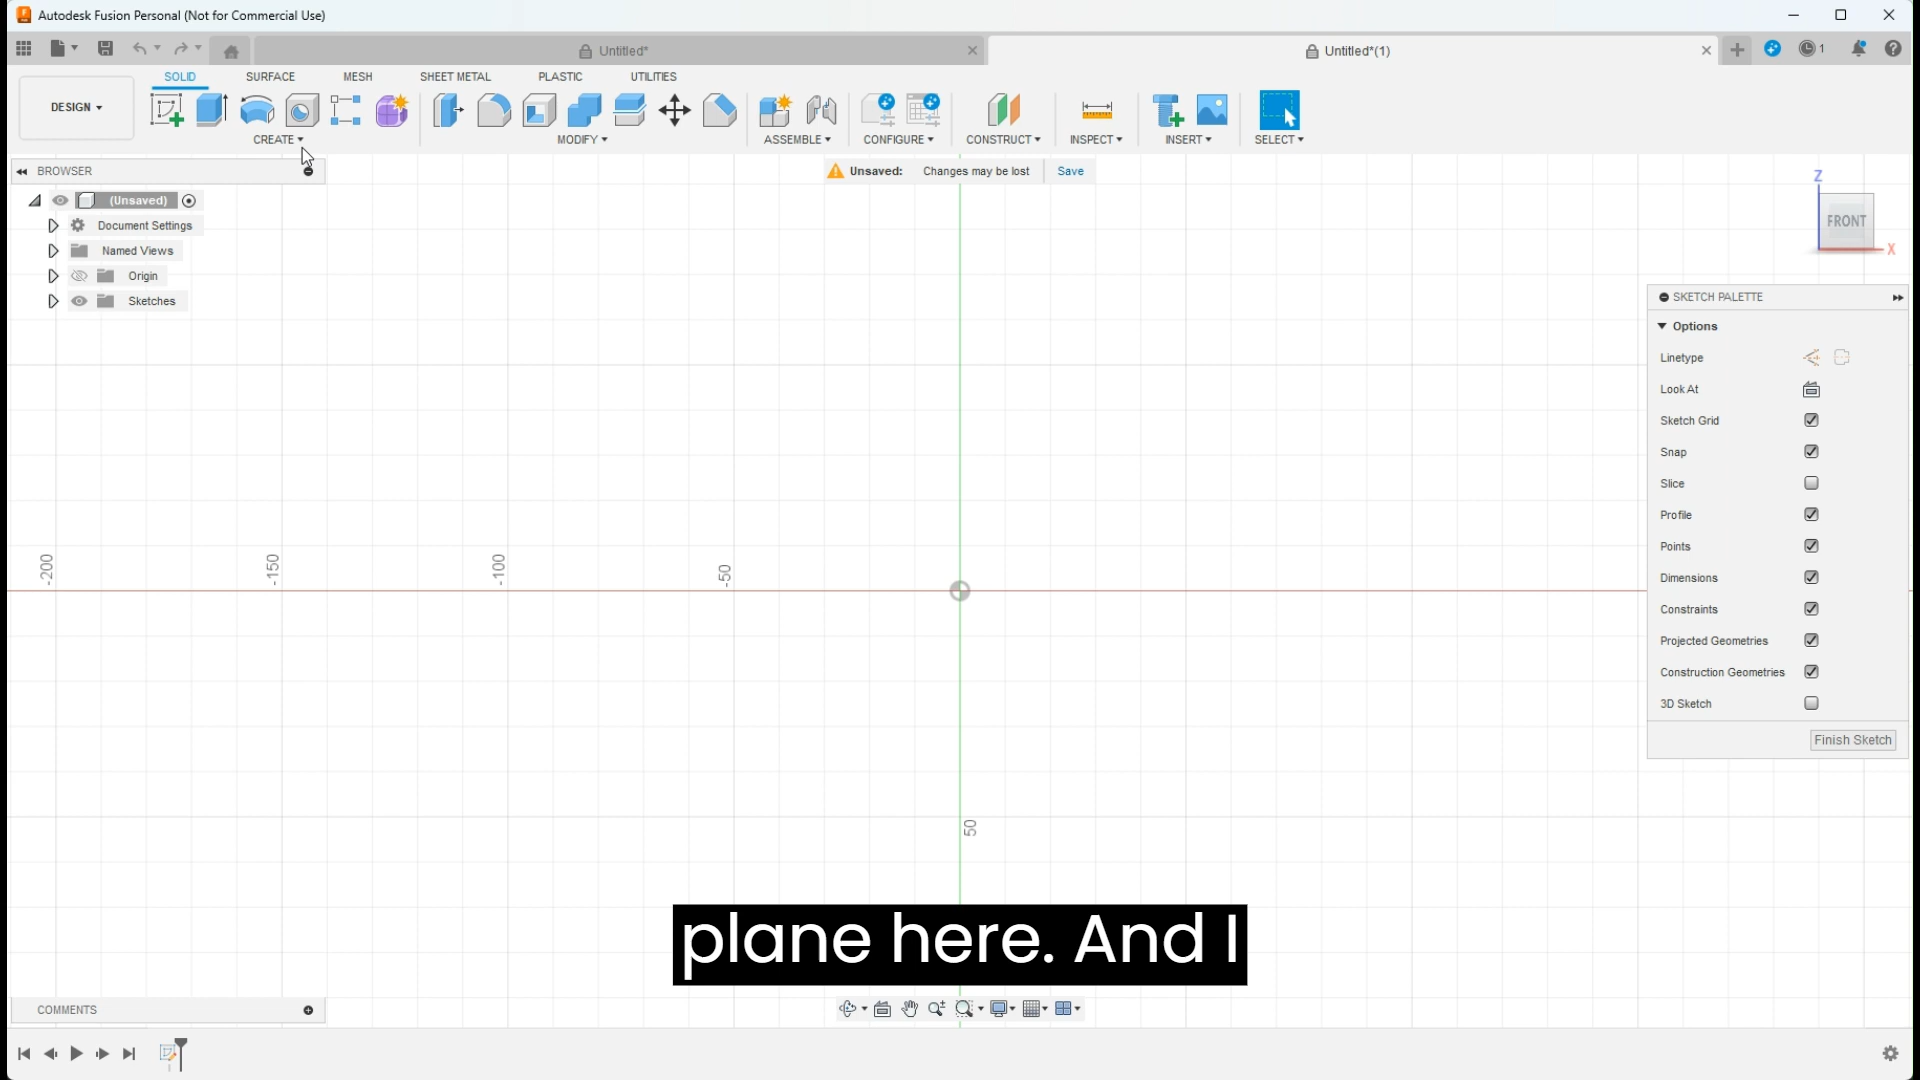 Autodesk Fusion Personal (Not for Commercial Use)
Untitled*
Untitled*(1)
1
DESIGN
SOLID
SURFACE
MESH
SHEET METAL
PLASTIC
UTILITIES
CREATE
MODIFY
ASSEMBLE
CONFIGURE
CONSTRUCT
INSPECT
INSERT
SELECT
BROWSER
Unsaved: Changes may be lost Save
(Unsaved)
Document Settings
Named Views
Origin
Sketches
Z
FRONT
X
SKETCH PALETTE
Options
Linetype
Look At
Sketch Grid
Snap
Slice
Profile
Points
Dimensions
Constraints
Projected Geometries
Construction Geometries
3D Sketch
Finish Sketch
-200
-150
-100
-50
50
plane here. And I
COMMENTS